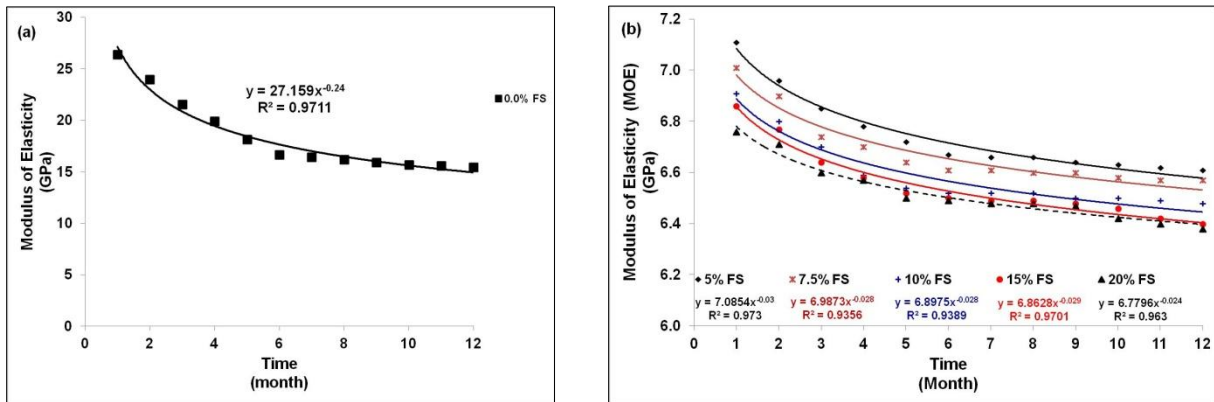 (a)
30
25
20
15
10
5
0
Modulus of Elasticity
(GPa)
y = 27.159x^-0.24
R² = 0.9711
0.0% FS
0 2 4 6 8 10 12
Time
(month)
(b)
7.2
7.0
6.8
6.6
6.4
6.2
6.0
Modulus of Elasticity (MOE)
(GPa)
5% FS 7.5% FS 10% FS 15% FS 20% FS
y = 7.0854x^-0.03 y = 6.9873x^-0.028 y = 6.8975x^-0.028 y = 6.8628x^-0.029 y = 6.7796x^-0.024
R² = 0.973 R² = 0.9356 R² = 0.9389 R² = 0.9701 R² = 0.963
0 1 2 3 4 5 6 7 8 9 10 11 12
Time
(Month)